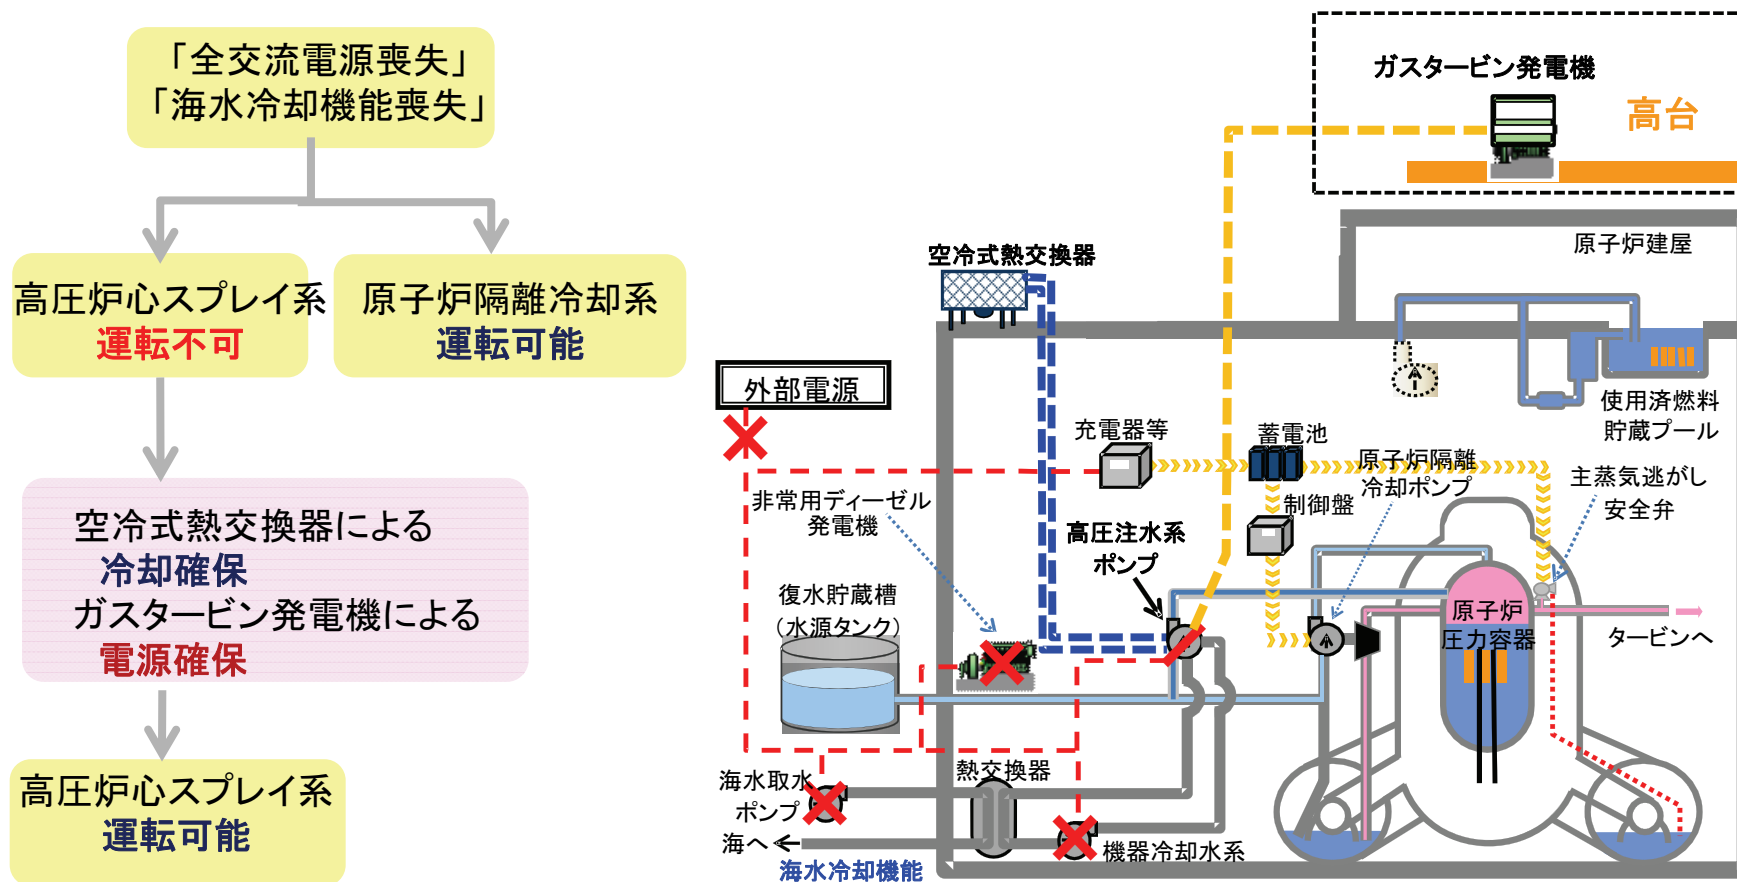 「全交流電源喪失」
「海水冷却機能喪失」
高圧炉心スプレイ系
運転不可
原子炉隔離冷却系
運転可能
空冷式熱交換器による
冷却確保
ガスタービン発電機による
電源確保
高圧炉心スプレイ系
運転可能
ガスタービン発電機
高台
原子炉建屋
空冷式熱交換器
外部電源
使用済燃料
貯蔵プール
充電器等
蓄電池
原子炉隔離
冷却ポンプ
主蒸気逃がし
安全弁
非常用ディーゼル
発電機
制御盤
高圧注水系
ポンプ
復水貯蔵槽
(水源タンク)
原子炉
圧力容器
タービンへ
海水取水
ポンプ
熱交換器
海へ
機器冷却水系
海水冷却機能